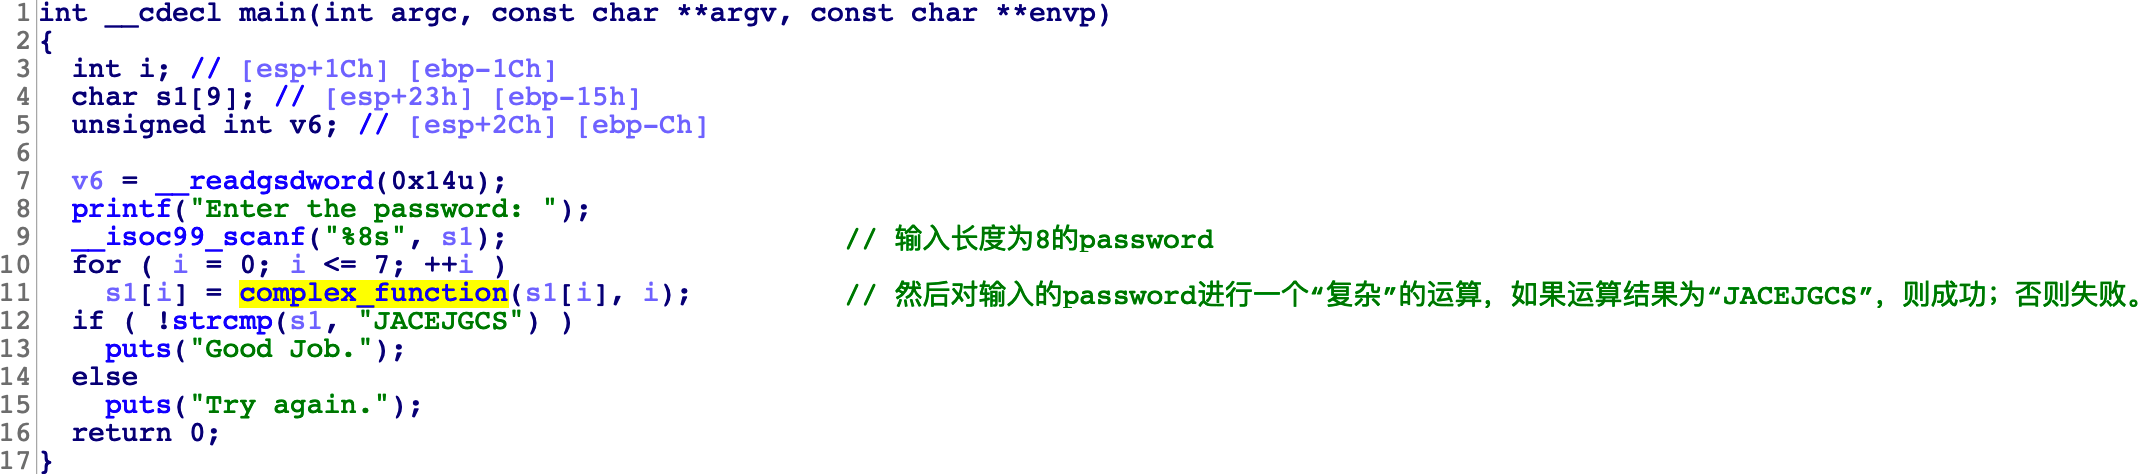 1 int __cdecl main(int argc, const char **argv, const char **envp)
2 {
3   int i; // [esp+1Ch] [ebp-1Ch]
4   char s1[9]; // [esp+23h] [ebp-15h]
5   unsigned int v6; // [esp+2Ch] [ebp-Ch]
6
7   v6 = __readgsdword(0x14u);
8   printf("Enter the password: ");
9   __isoc99_scanf("%8s", s1);                    // 输入长度为8的password
10   for ( i = 0; i <= 7; ++i )
11     s1[i] = complex_function(s1[i], i);         // 然后对输入的password进行一个“复杂”的运算，如果运算结果为“JACEJGCS”，则成功；否则失败。
12   if ( !strcmp(s1, "JACEJGCS") )
13     puts("Good Job.");
14   else
15     puts("Try again.");
16   return 0;
17 }